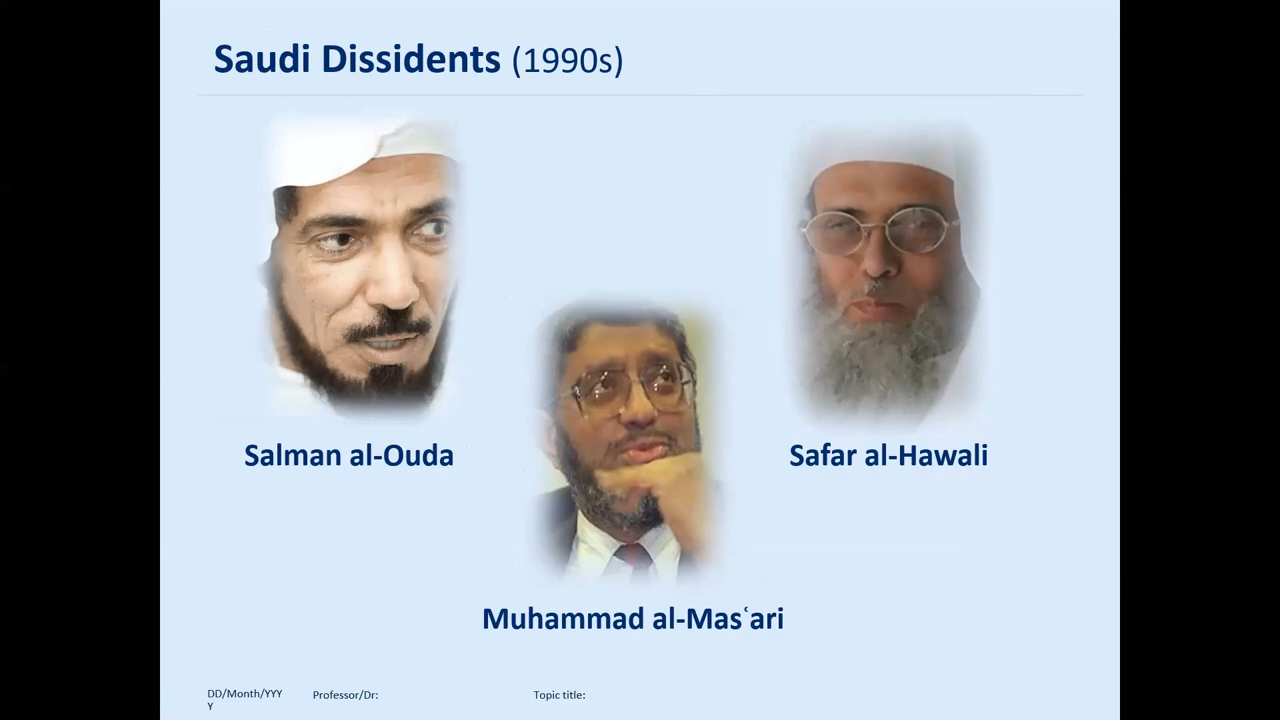 Saudi Dissidents (1990s)
Salman al-Ouda
Safar al-Hawali
Muhammad al-Masʿari
DD/Month/YYY
Y
Professor/Dr:
Topic title: